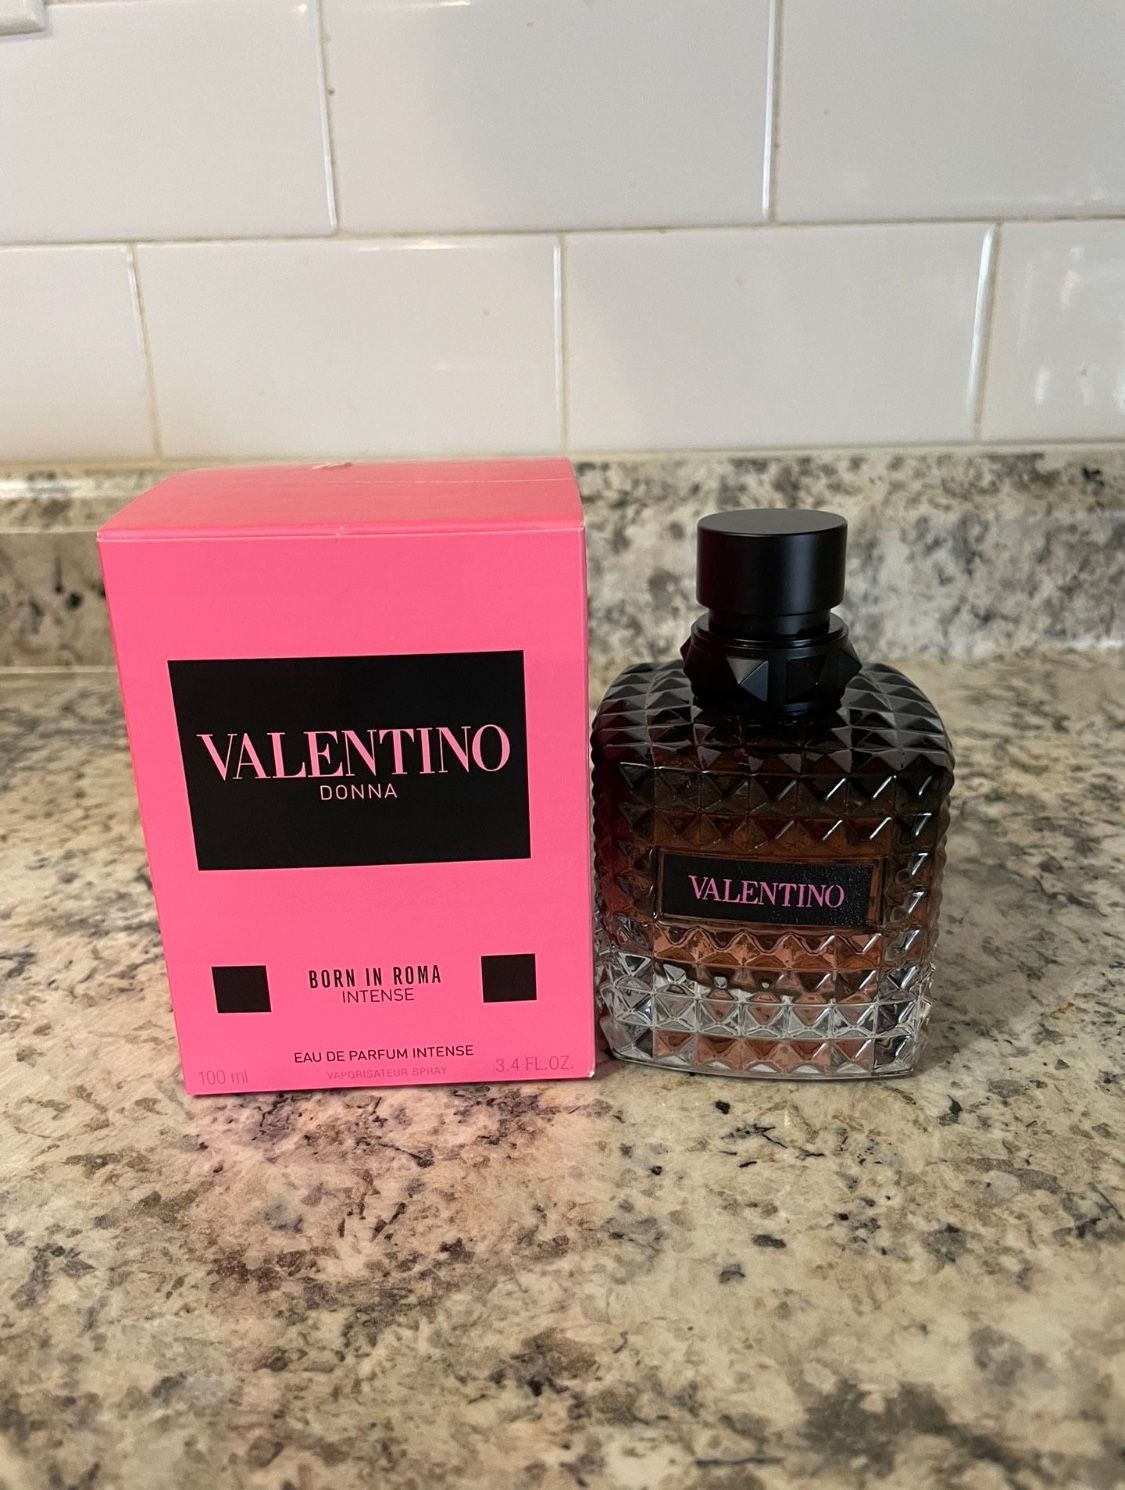 VALENTINO
DONNA
BORN IN ROMA
INTENSE
EAU DE PARFUM INTENSE
100 ml VAPORISATEUR SPRAY 3.4 FL.OZ.
VALENTINO